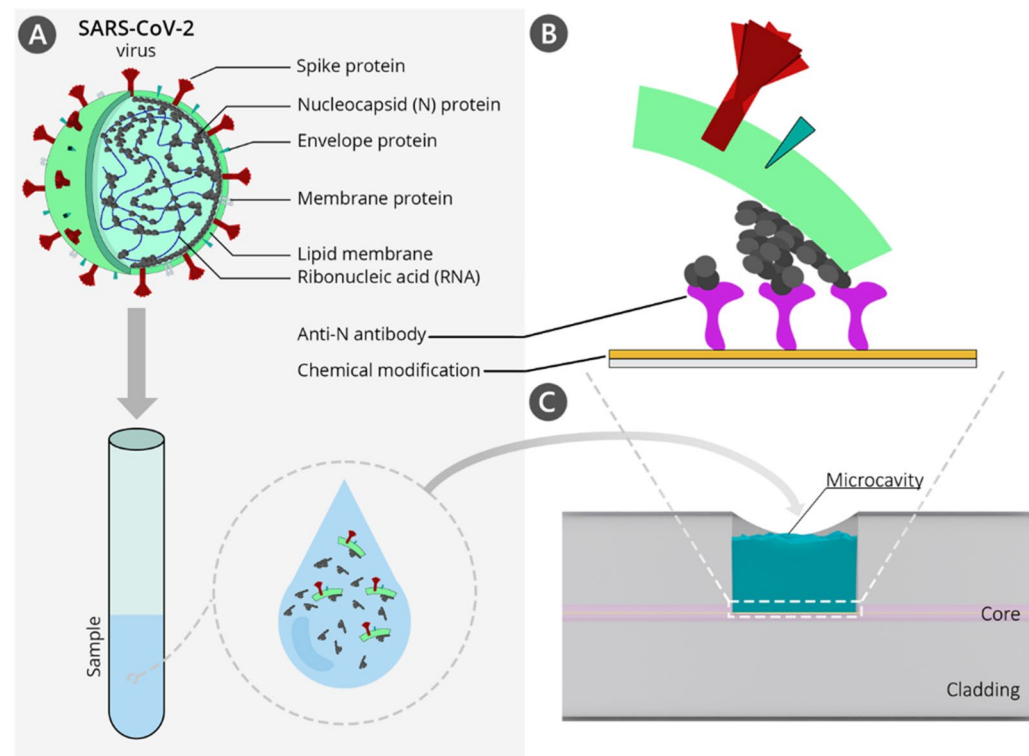 A
SARS-CoV-2
virus
Spike protein
Nucleocapsid (N) protein
Envelope protein
Membrane protein
Lipid membrane
Ribonucleic acid (RNA)
Anti-N antibody
Chemical modification
Sample
B
C
Microcavity
Core
Cladding